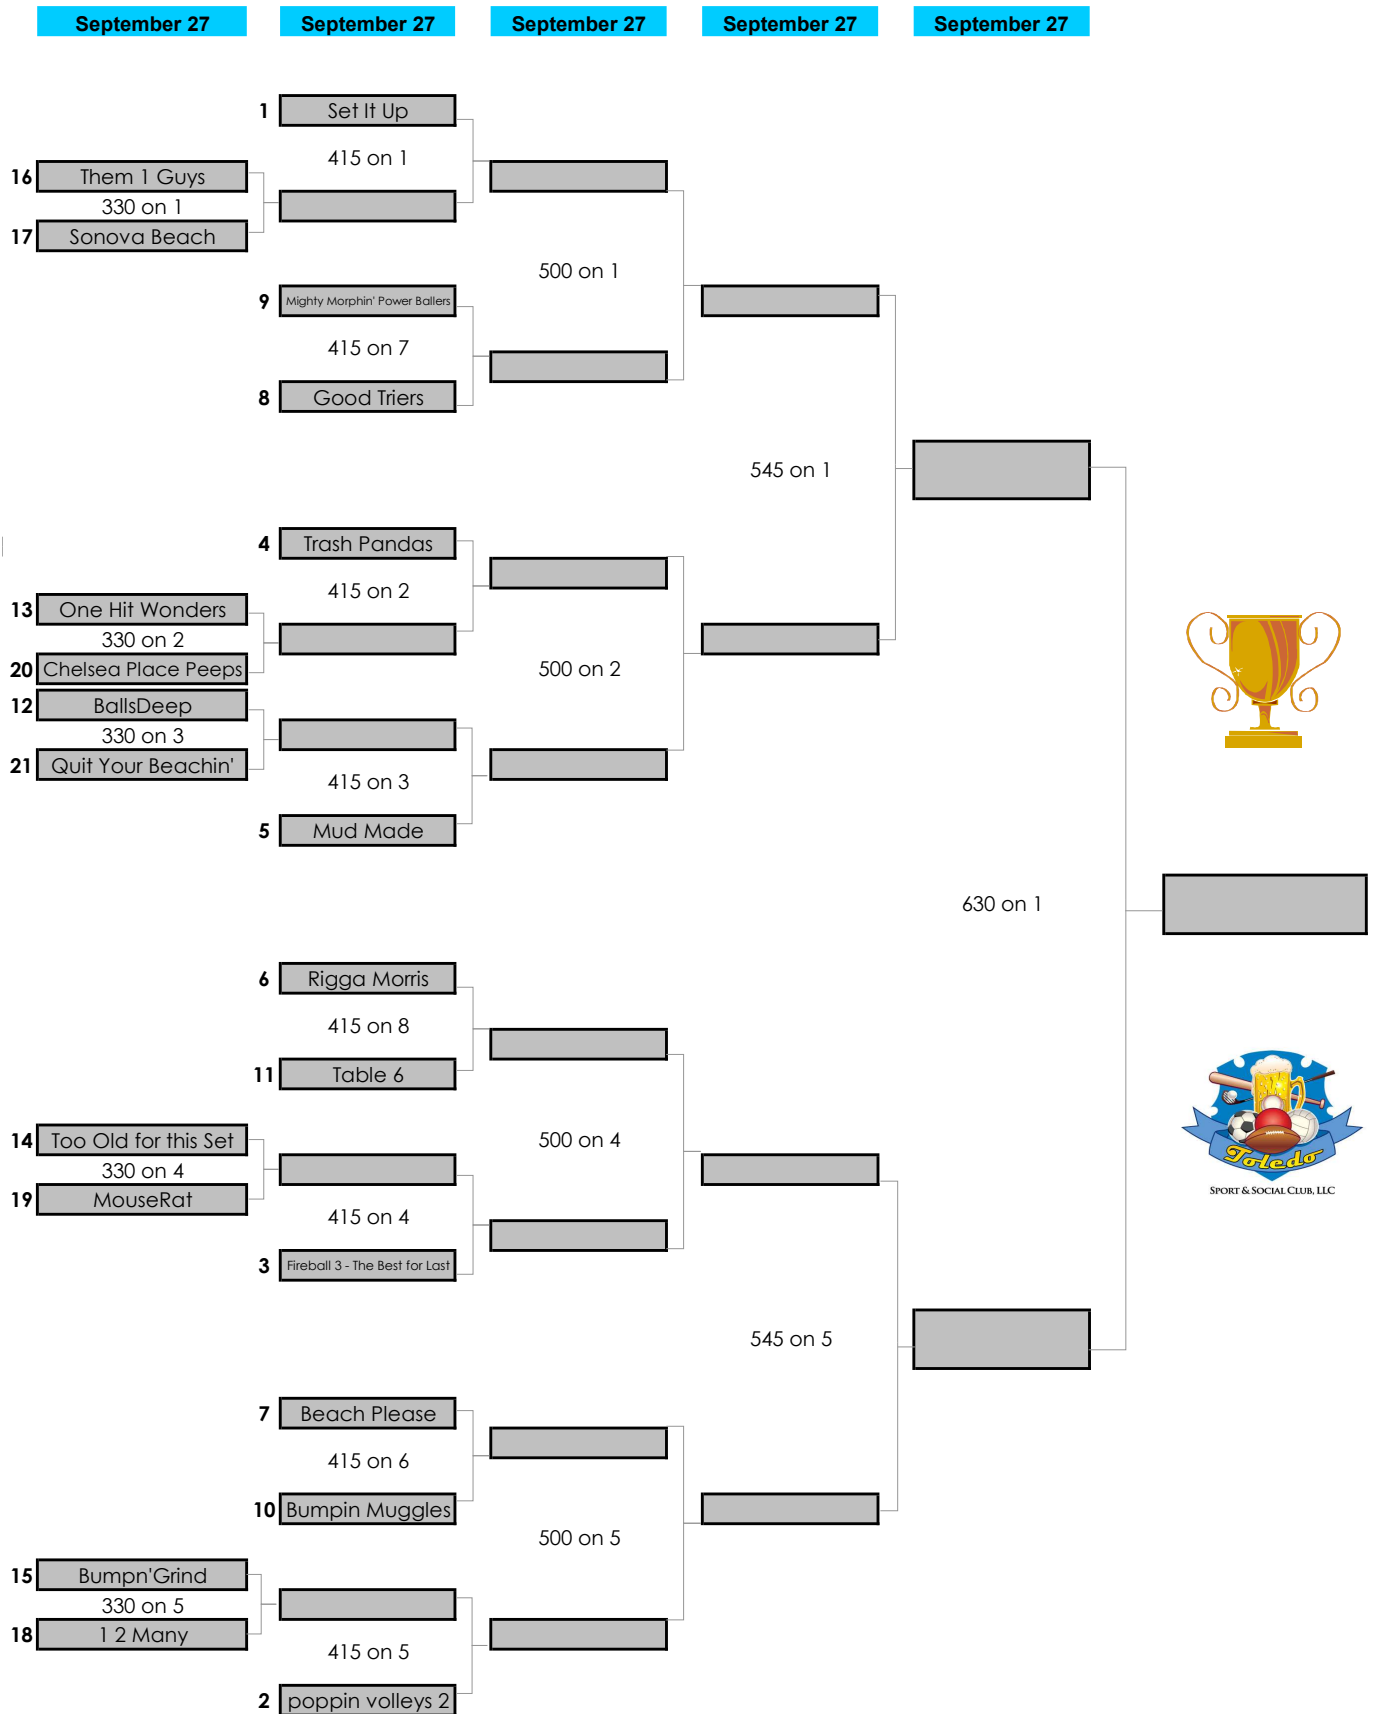 September 27
September 27
September 27
September 27
September 27
1 Set It Up
415 on 1
16 Them 1 Guys
330 on 1
17 Sonova Beach
500 on 1
9 Mighty Morphin' Power Ballers
415 on 7
8 Good Triers
545 on 1
4 Trash Pandas
415 on 2
13 One Hit Wonders
330 on 2
20 Chelsea Place Peeps
500 on 2
12 BallsDeep
330 on 3
21 Quit Your Beachin'
415 on 3
5 Mud Made
630 on 1
6 Rigga Morris
415 on 8
11 Table 6
14 Too Old for this Set
330 on 4
19 MouseRat
500 on 4
415 on 4
3 Fireball 3 - The Best for Last
Toledo
SPORT & SOCIAL CLUB, LLC
545 on 5
7 Beach Please
415 on 6
10 Bumpin Muggles
500 on 5
15 Bumpn'Grind
330 on 5
18 1 2 Many
415 on 5
2 poppin volleys 2